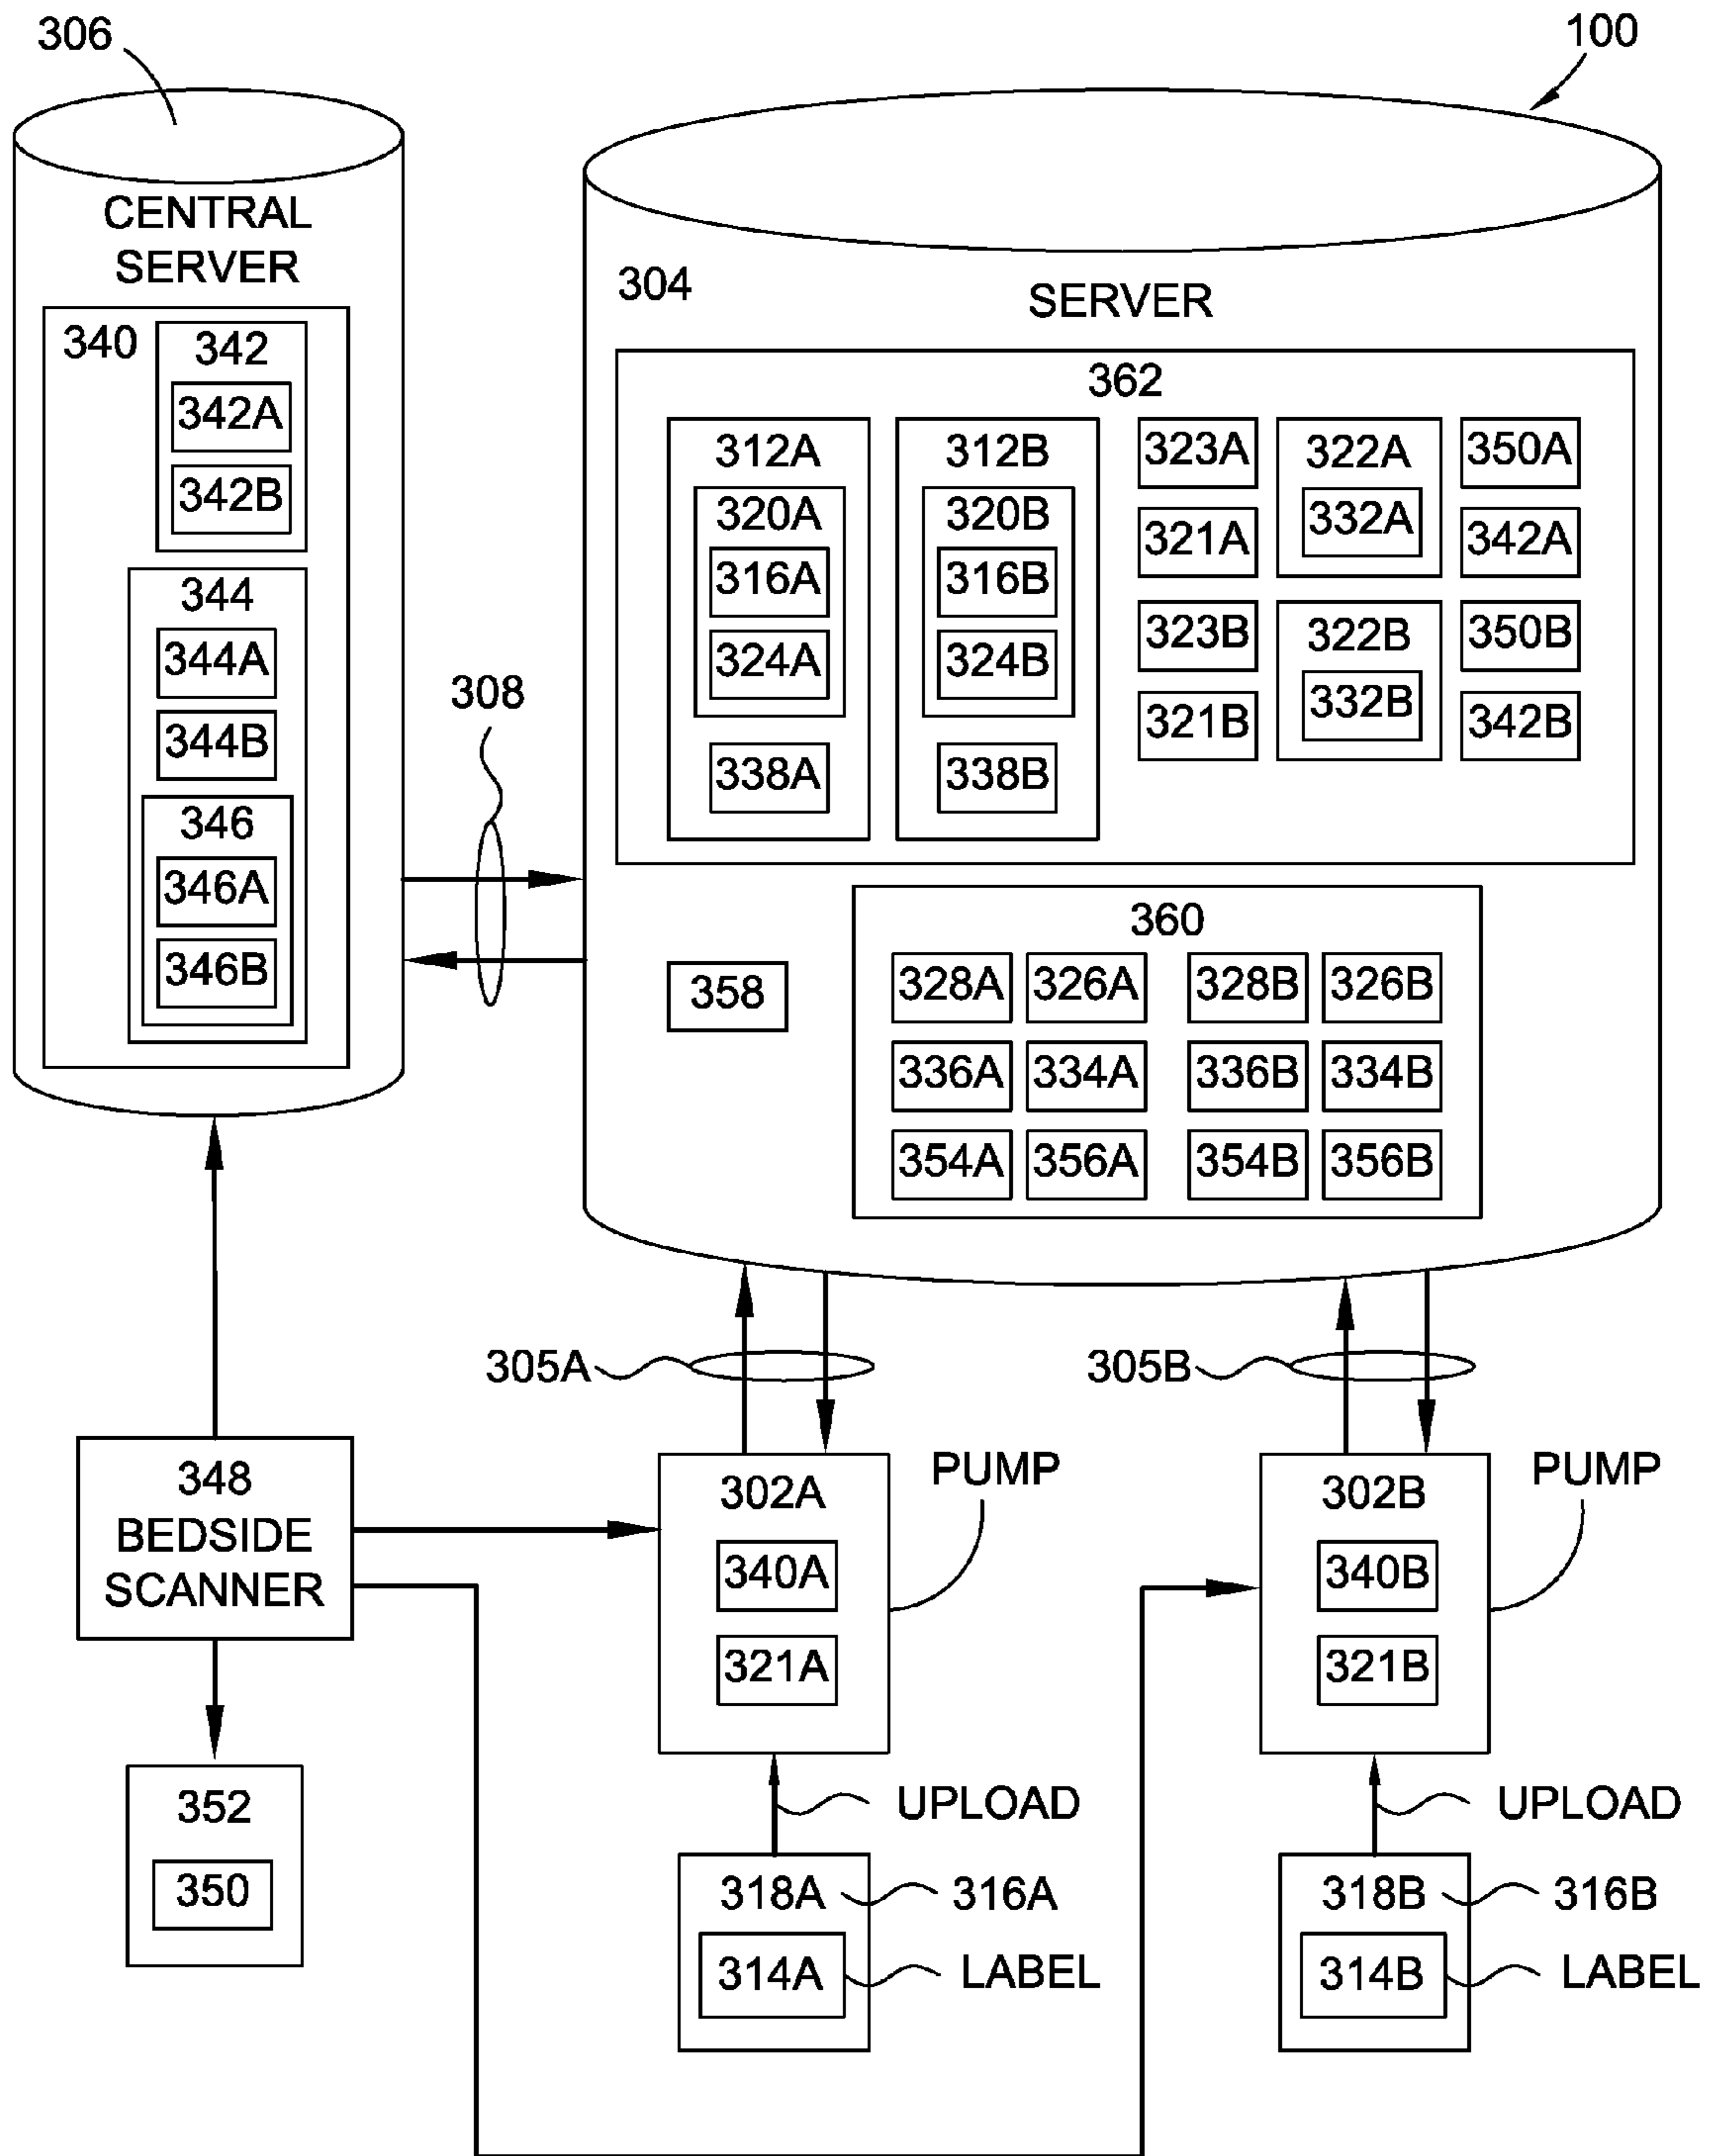 306
100
CENTRAL
SERVER
340
342
342A
342B
344
344A
344B
346
346A
346B
308
304
SERVER
362
312A
320A
316A
324A
338A
312B
320B
316B
324B
338B
323A
322A
350A
332A
321A
342A
323B
322B
350B
332B
321B
342B
358
360
328A
326A
328B
326B
336A
334A
336B
334B
354A
356A
354B
356B
305A
305B
348
BEDSIDE
SCANNER
302A
PUMP
340A
321A
302B
PUMP
340B
321B
352
350
UPLOAD
318A
316A
314A
LABEL
UPLOAD
318B
316B
314B
LABEL